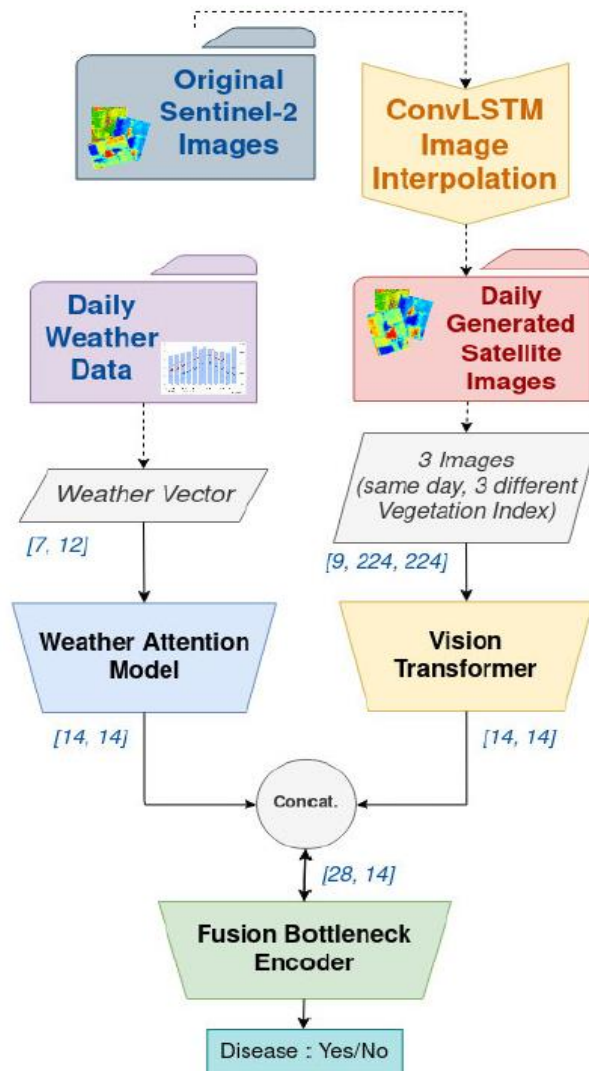 Original
Sentinel-2
Images
ConvLSTM
Image
Interpolation
Daily
Weather
Data
Daily
Generated
Satellite
Images
Weather Vector
3 Images
(same day, 3 different
Vegetation Index)
[7, 12]
[9, 224, 224]
Weather Attention
Model
Vision
Transformer
[14, 14]
[14, 14]
Concat.
[28, 14]
Fusion Bottleneck
Encoder
Disease : Yes/No